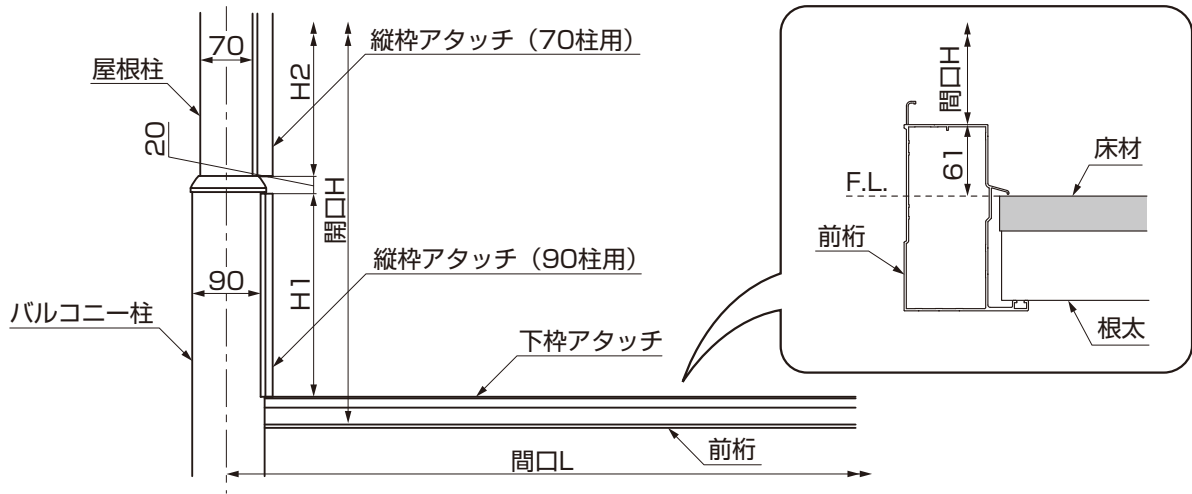 70
縦枠アタッチ（70柱用）
屋根柱
H2
20
開口H
縦枠アタッチ（90柱用）
90
H1
バルコニー柱
下枠アタッチ
前桁
間口L
間口H
61
床材
F.L.
前桁
根太